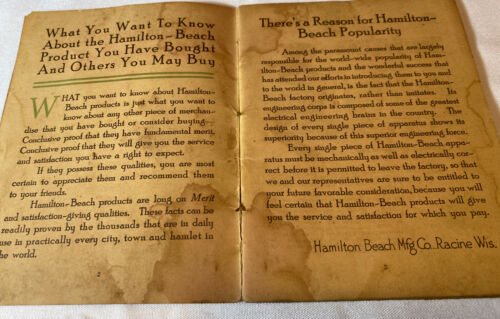 What You Want To Know
About the Hamilton-Beach
Product You Have Bought
And Others You May Buy
WHAT you want to know about Hamilton-
Beach products is just what you want to
know about any other piece of merchan-
dise that you have bought or consider buying—
Conclusive proof that they have fundamental merit.
Conclusive proof that they will give you the service
and satisfaction you have a right to expect.
If they possess these qualities, you are most
certain to appreciate them and recommend them
to your friends.
Hamilton-Beach products are long on Merit
and satisfaction-giving qualities. These facts can be
readily proven by the thousands that are in daily
use in practically every city, town and hamlet in
the world.
2
There's a Reason for Hamilton-
Beach Popularity
Among the paramount causes that are largely
responsible for the world-wide popularity of Ham-
ilton-Beach products and the wonderful success that
has attended our efforts in introducing them to you and
to the world in general, is the fact that the Hamilton-
Beach factory originates, rather than imitates. Its
engineering corps is composed of some of the greatest
electrical engineering brains in the country. The
design of every single piece of apparatus shows its
superiority because of this superior engineering force.
Every single piece of Hamilton-Beach appa-
ratus must be mechanically as well as electrically cor-
rect before it is permitted to leave the factory, so that
we and our representatives are sure to be entitled to
your future favorable consideration, because you will
feel certain that Hamilton-Beach products will give
you the service and satisfaction for which you pay.
Hamilton Beach Mfg Co. Racine Wis.
3